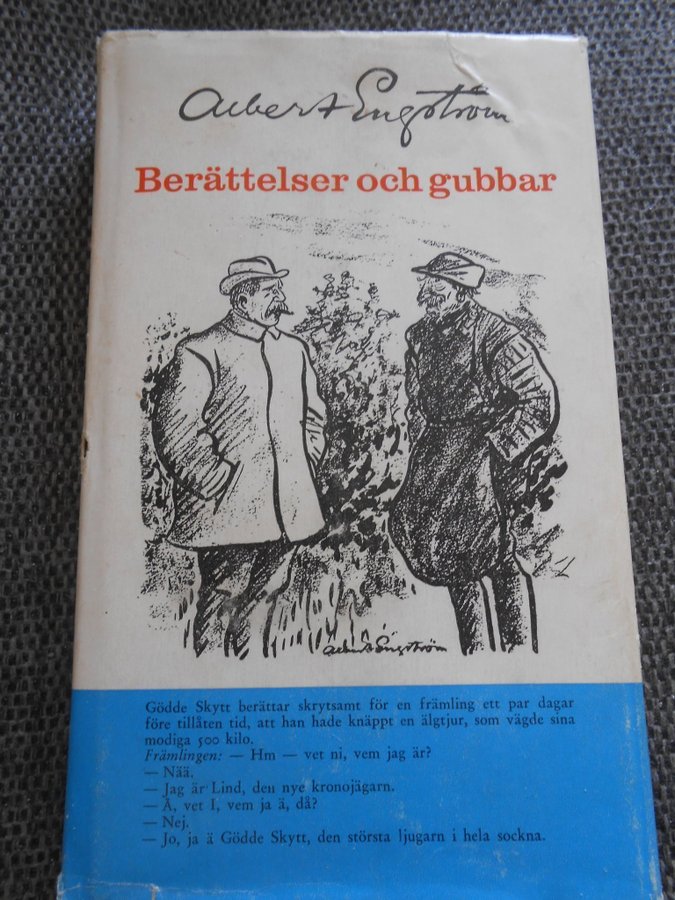 Albert Engström
Berättelser och gubbar
Albert Engström
Gödde Skytt berättar skrytsamt för en främling ett par dagar
före tillåten tid, att han hade knäppt en älgtjur, som vägde sina
modiga 500 kilo.
Främlingen: — Hm — vet ni, vem jag är?
— Nää.
— Jag är Lind, den nye kronojägarn.
— Å, vet I, vem ja ä, då?
— Nej.
— Jo, ja ä Gödde Skytt, den största ljugarn i hela sockna.